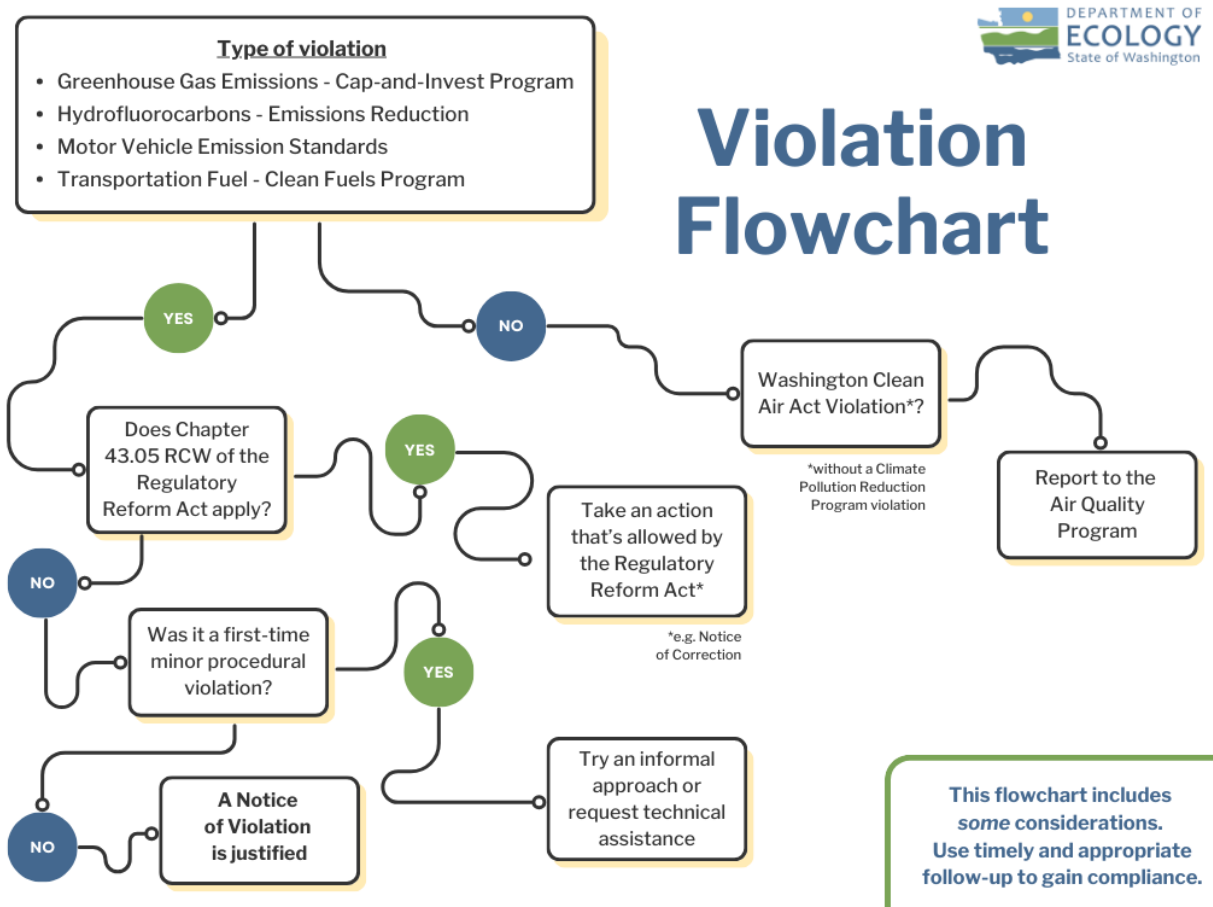 DEPARTMENT OF
ECOLOGY
State of Washington
Violation
Flowchart
Type of violation
• Greenhouse Gas Emissions - Cap-and-Invest Program
• Hydrofluorocarbons - Emissions Reduction
• Motor Vehicle Emission Standards
• Transportation Fuel - Clean Fuels Program
YES
NO
Washington Clean
Air Act Violation*?
*without a Climate
Pollution Reduction
Program violation
Report to the
Air Quality
Program
Does Chapter
43.05 RCW of the
Regulatory
Reform Act apply?
YES
Take an action
that's allowed by
the Regulatory
Reform Act*
*e.g. Notice
of Correction
NO
Was it a first-time
minor procedural
violation?
YES
Try an informal
approach or
request technical
assistance
NO
A Notice
of Violation
is justified
This flowchart includes
some considerations.
Use timely and appropriate
follow-up to gain compliance.